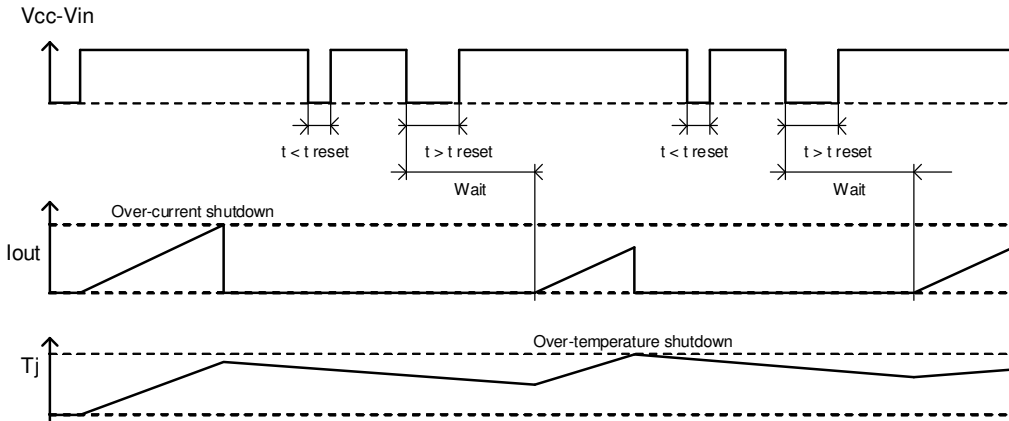 Vcc-Vin
t < t reset
t > t reset
t < t reset
t > t reset
Wait
Wait
Over-current shutdown
Iout
Over-temperature shutdown
Tj